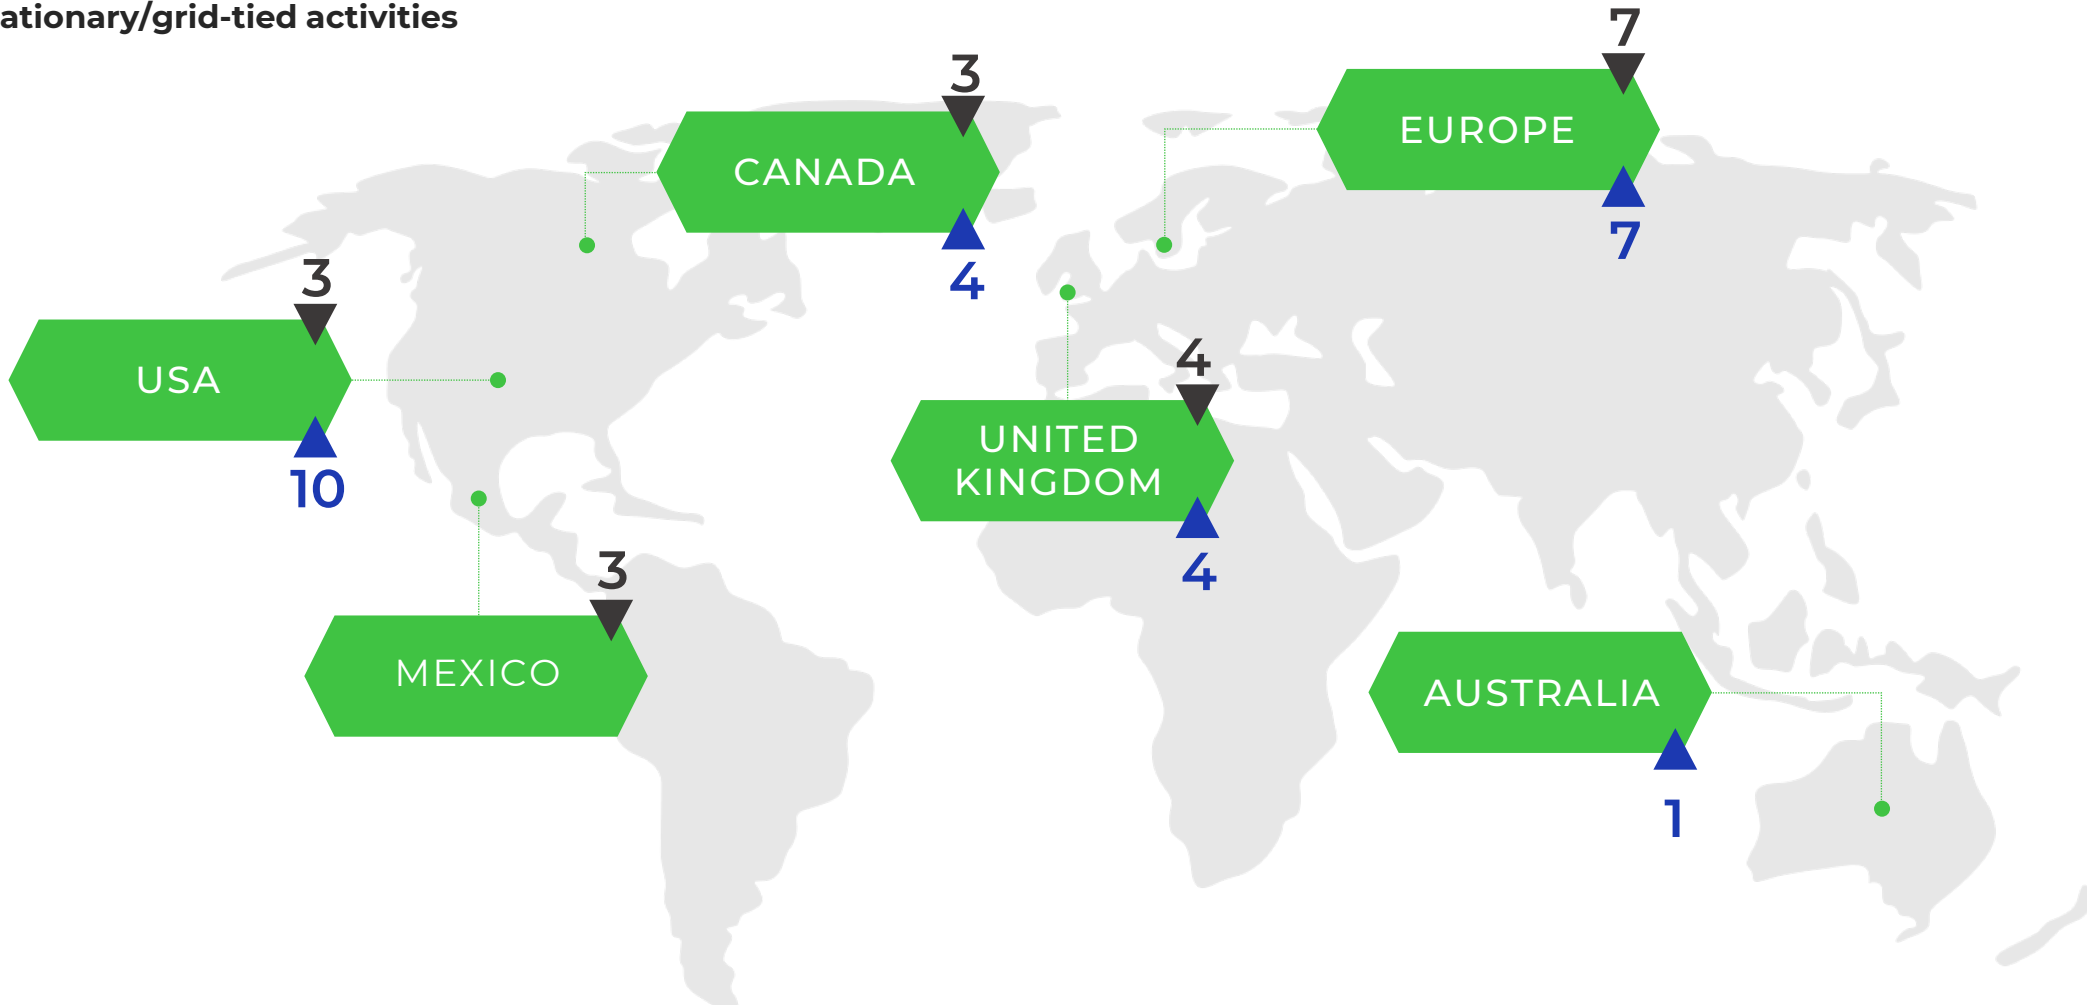 ationary/grid-tied activities
7
3
EUROPE
CANADA
7
3
4
USA
4
UNITED
KINGDOM
10
3
4
MEXICO
AUSTRALIA
1